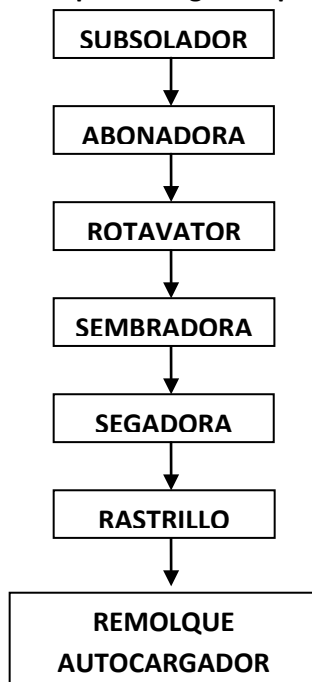 SUBSOLADOR
ABONADORA
ROTAVATOR
SEMBRADORA
SEGADORA
RASTRILLO
REMOLQUE
AUTOCARGADOR